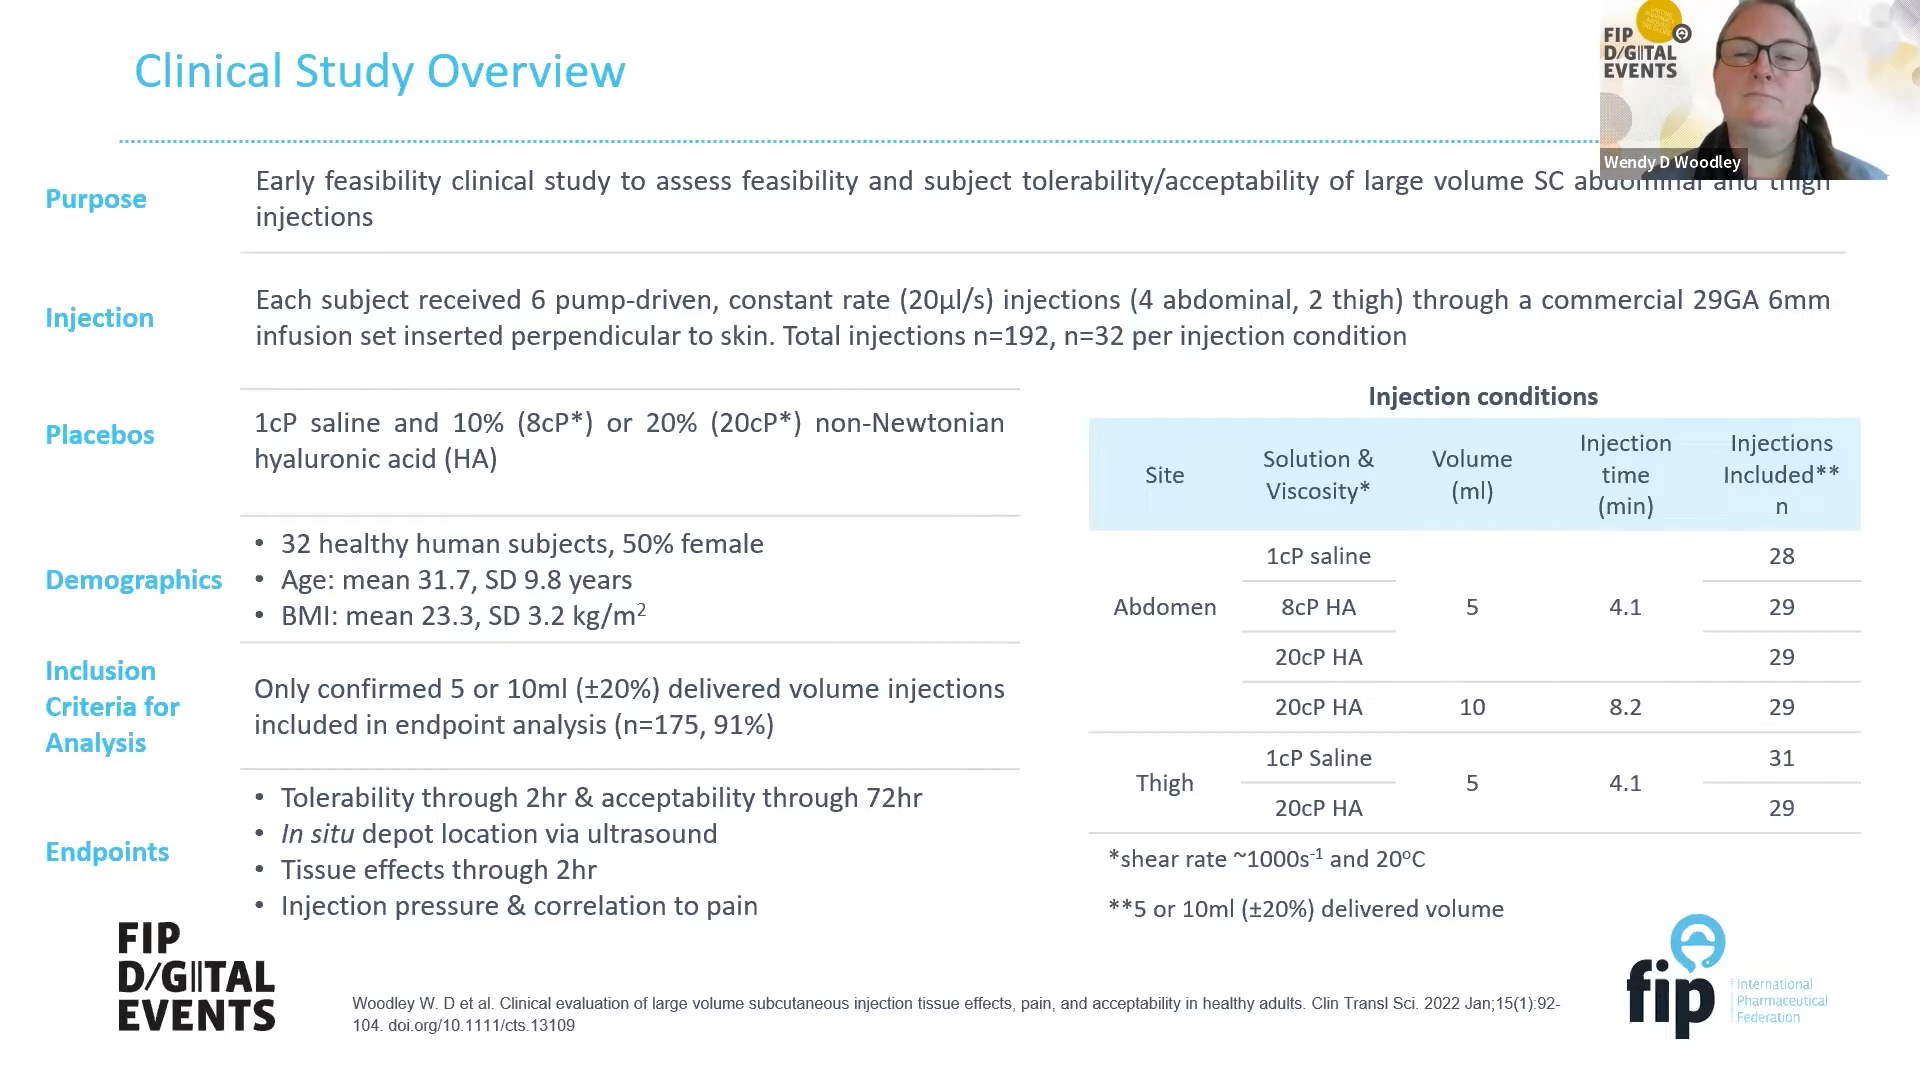 Clinical Study Overview
FIP
D/GITAL
EVENTS
Wendy D Woodley
Purpose
Early feasibility clinical study to assess feasibility and subject tolerability/acceptability of large volume SC abdominal and thigh
injections
Injection
Each subject received 6 pump-driven, constant rate (20µl/s) injections (4 abdominal, 2 thigh) through a commercial 29GA 6mm
infusion set inserted perpendicular to skin. Total injections n=192, n=32 per injection condition
Placebos
1cP saline and 10% (8cP*) or 20% (20cP*) non-Newtonian
hyaluronic acid (HA)
Demographics
• 32 healthy human subjects, 50% female
• Age: mean 31.7, SD 9.8 years
• BMI: mean 23.3, SD 3.2 kg/m²
Inclusion
Criteria for
Analysis
Only confirmed 5 or 10ml (±20%) delivered volume injections
included in endpoint analysis (n=175, 91%)
Endpoints
• Tolerability through 2hr & acceptability through 72hr
• In situ depot location via ultrasound
• Tissue effects through 2hr
• Injection pressure & correlation to pain
Injection conditions
Site Solution & Viscosity* Volume (ml) Injection time (min) Injections Included** n
1cP saline 28
Abdomen 8cP HA 5 4.1 29
20cP HA 29
20cP HA 10 8.2 29
1cP Saline 31
Thigh 5 4.1
20cP HA 29
*shear rate ~1000s⁻¹ and 20°C
**5 or 10ml (±20%) delivered volume
FIP
D/GITAL
EVENTS
Woodley W. D et al. Clinical evaluation of large volume subcutaneous injection tissue effects, pain, and acceptability in healthy adults. Clin Transl Sci. 2022 Jan;15(1):92-
104. doi.org/10.1111/cts.13109
fip
International
Pharmaceutical
Federation